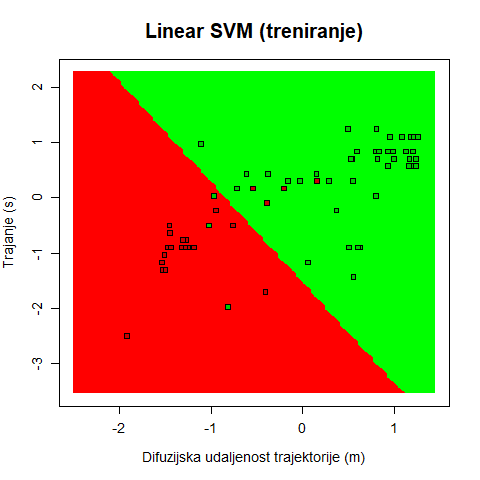 Linear SVM (treniranje)
Trajanje (s)
2
1
0
-1
-2
-3
-2 -1 0 1
Difuzijska udaljenost trajektorije (m)